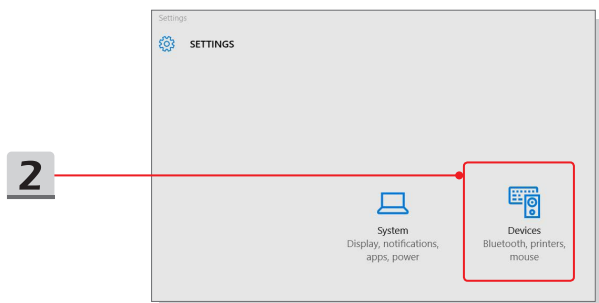 Settings
SETTINGS
2
System
Display, notifications,
apps, power
Devices
Bluetooth, printers,
mouse